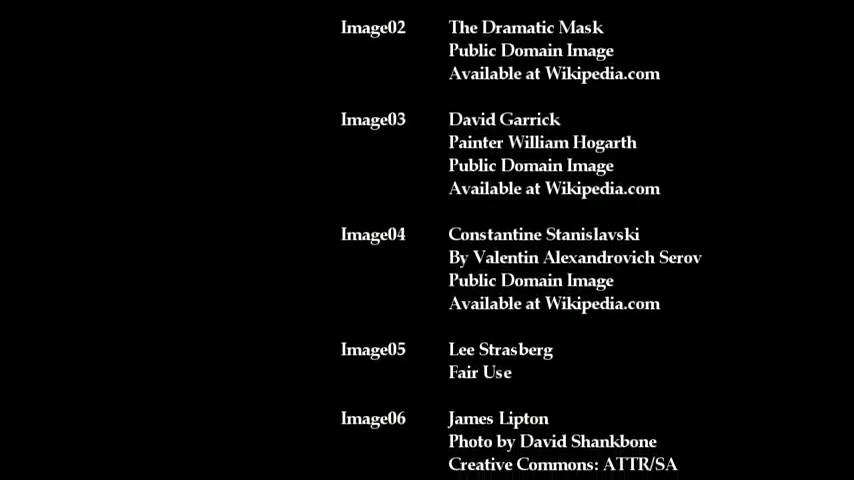 Image02 The Dramatic Mask
Public Domain Image
Available at Wikipedia.com
Image03 David Garrick
Painter William Hogarth
Public Domain Image
Available at Wikipedia.com
Image04 Constantine Stanislavski
By Valentin Alexandrovich Serov
Public Domain Image
Available at Wikipedia.com
Image05 Lee Strasberg
Fair Use
Image06 James Lipton
Photo by David Shankbone
Creative Commons: ATTR/SA